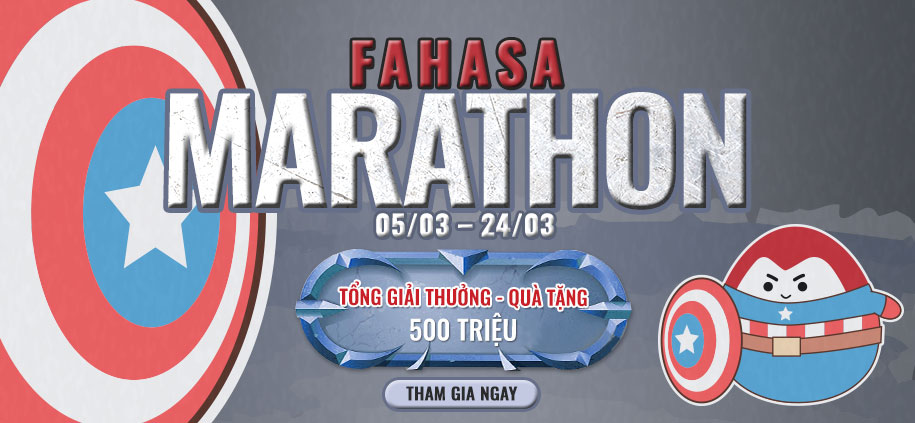 FAHASA
MARATHON
05/03 – 24/03
TỔNG GIẢI THƯỞNG - QUÀ TẶNG
500 TRIỆU
THAM GIA NGAY